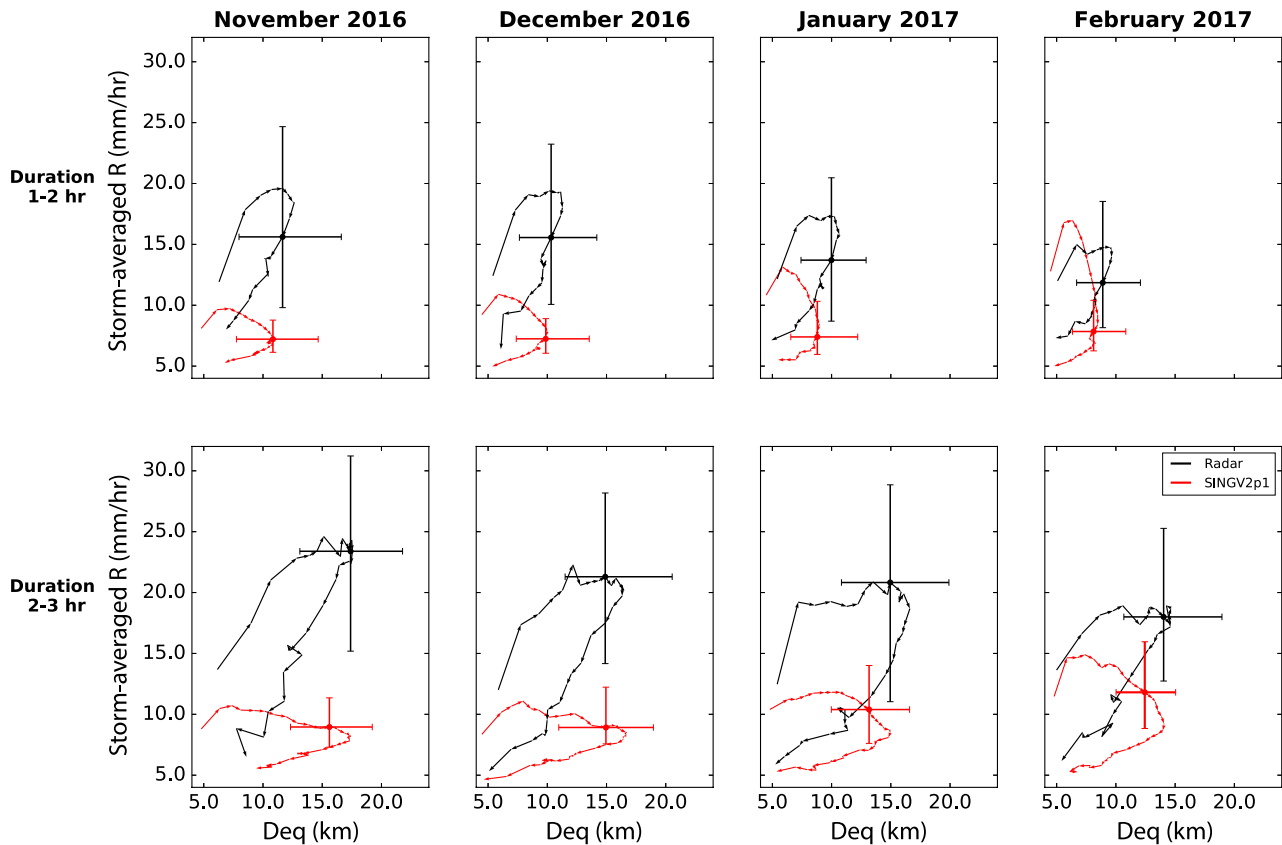 November 2016
December 2016
January 2017
February 2017
Storm-averaged R (mm/hr)
30.0
25.0
20.0
15.0
10.0
5.0
Duration
1-2 hr
Storm-averaged R (mm/hr)
30.0
25.0
20.0
15.0
10.0
5.0
Duration
2-3 hr
Radar
SINGV2p1
5.0 10.0 15.0 20.0
5.0 10.0 15.0 20.0
5.0 10.0 15.0 20.0
5.0 10.0 15.0 20.0
Deq (km)
Deq (km)
Deq (km)
Deq (km)